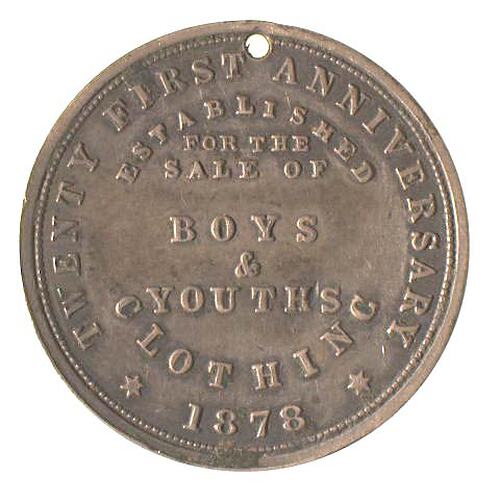 TWENTY FIRST ANNIVERSARY
ESTABLISHED
FOR THE
SALE OF
BOYS
&
YOUTHS
CLOTHING
1878